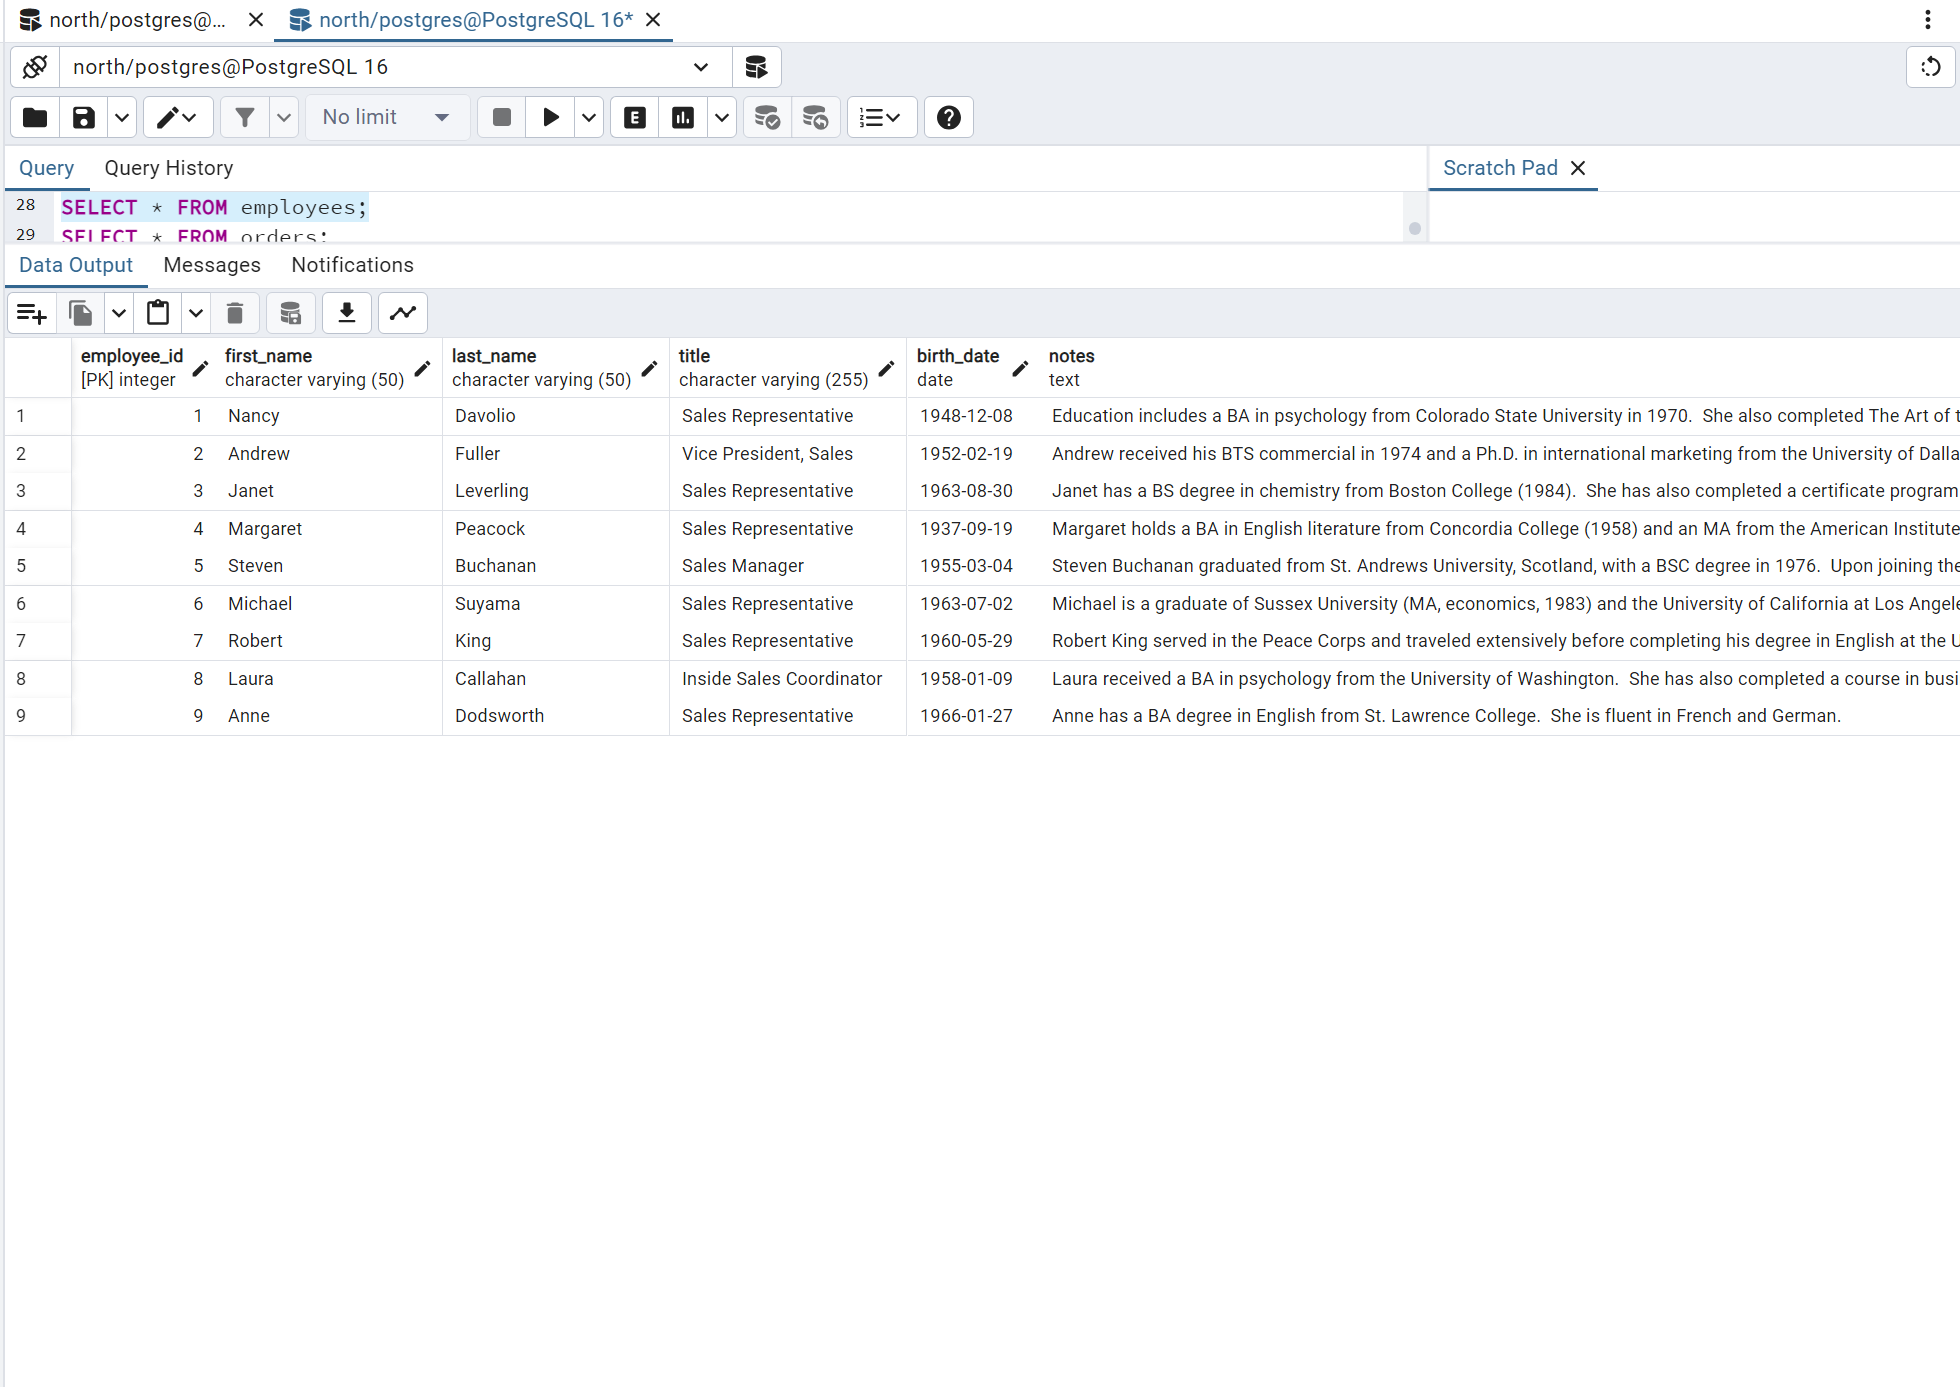 north/postgres@... north/postgres@PostgreSQL 16*
north/postgres@PostgreSQL 16
No limit E
Query Query History Scratch Pad
28 SELECT * FROM employees;
29 SELECT * FROM orders;
Data Output Messages Notifications
employee_id first_name last_name title birth_date notes
[PK] integer character varying (50) character varying (50) character varying (255) date text
1 1 Nancy Davolio Sales Representative 1948-12-08 Education includes a BA in psychology from Colorado State University in 1970.  She also completed The Art of
2 2 Andrew Fuller Vice President, Sales 1952-02-19 Andrew received his BTS commercial in 1974 and a Ph.D. in international marketing from the University of Dalla
3 3 Janet Leverling Sales Representative 1963-08-30 Janet has a BS degree in chemistry from Boston College (1984).  She has also completed a certificate program
4 4 Margaret Peacock Sales Representative 1937-09-19 Margaret holds a BA in English literature from Concordia College (1958) and an MA from the American Institute
5 5 Steven Buchanan Sales Manager 1955-03-04 Steven Buchanan graduated from St. Andrews University, Scotland, with a BSC degree in 1976.  Upon joining the
6 6 Michael Suyama Sales Representative 1963-07-02 Michael is a graduate of Sussex University (MA, economics, 1983) and the University of California at Los Angele
7 7 Robert King Sales Representative 1960-05-29 Robert King served in the Peace Corps and traveled extensively before completing his degree in English at the U
8 8 Laura Callahan Inside Sales Coordinator 1958-01-09 Laura received a BA in psychology from the University of Washington.  She has also completed a course in busi
9 9 Anne Dodsworth Sales Representative 1966-01-27 Anne has a BA degree in English from St. Lawrence College.  She is fluent in French and German.